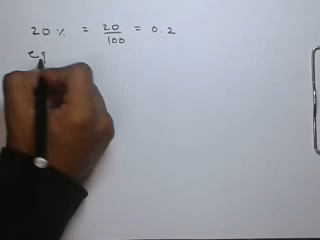 20 % = 20/100 = 0.2
eg